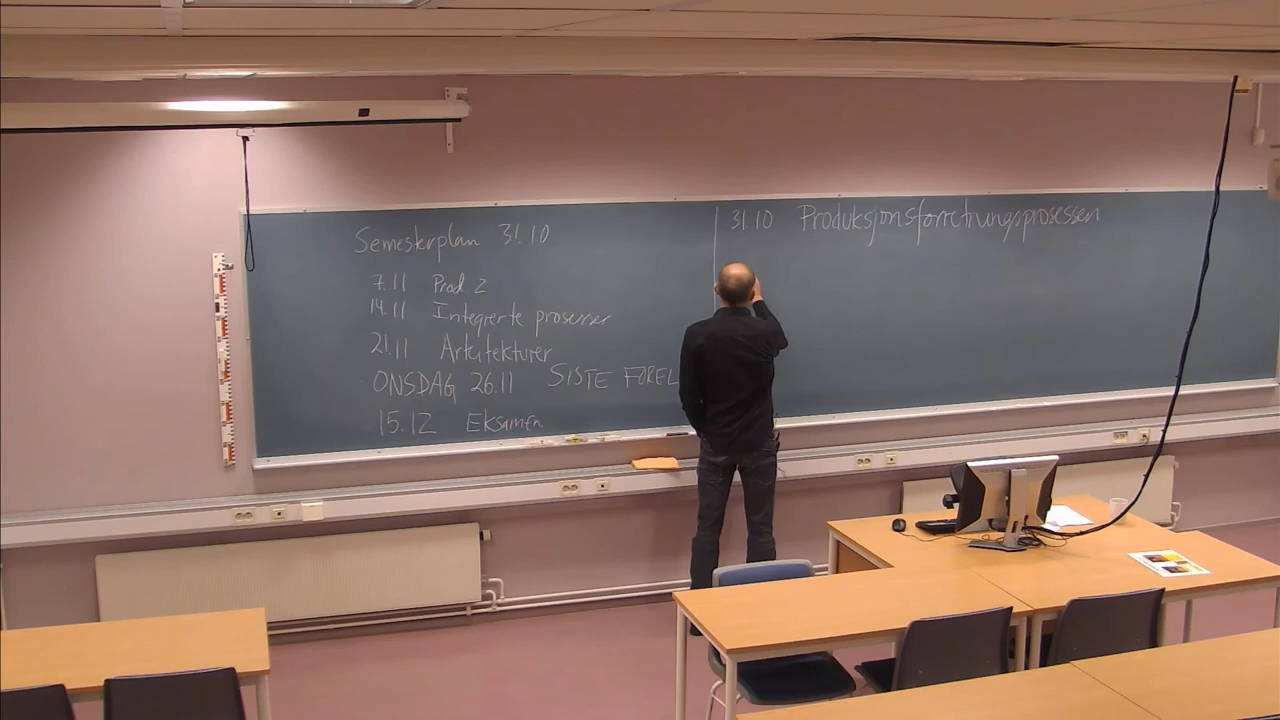 Semesterplan 31.10
7.11 Prod 2
14.11 Integrerte prosesser
21.11 Arkitekturer
ONSDAG 26.11 SISTE FOREL
15.12 Eksamen
31.10 Produksjonsforretningsprosessen